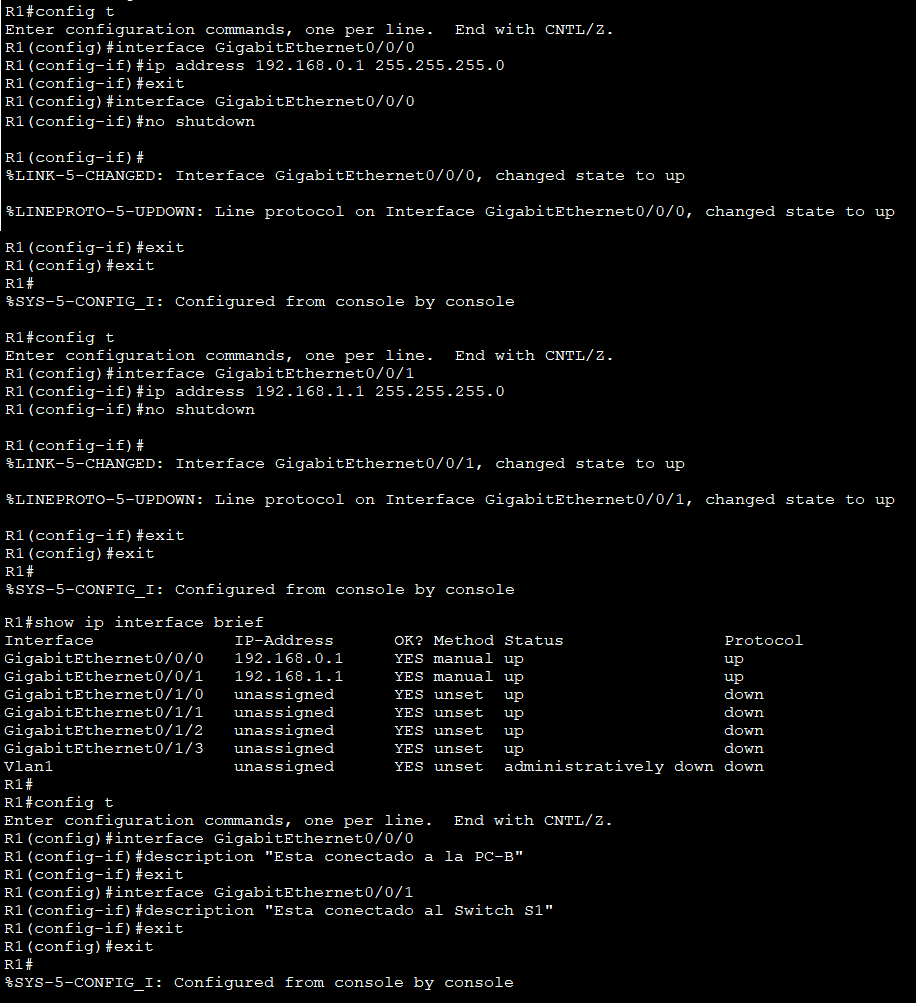 R1#config t
Enter configuration commands, one per line.  End with CNTL/Z.
R1(config)#interface GigabitEthernet0/0/0
R1(config-if)#ip address 192.168.0.1 255.255.255.0
R1(config-if)#exit
R1(config)#interface GigabitEthernet0/0/0
R1(config-if)#no shutdown
R1(config-if)#
%LINK-5-CHANGED: Interface GigabitEthernet0/0/0, changed state to up
%LINEPROTO-5-UPDOWN: Line protocol on Interface GigabitEthernet0/0/0, changed state to up
R1(config-if)#exit
R1(config)#exit
R1#
%SYS-5-CONFIG_I: Configured from console by console
R1#config t
Enter configuration commands, one per line.  End with CNTL/Z.
R1(config)#interface GigabitEthernet0/0/1
R1(config-if)#ip address 192.168.1.1 255.255.255.0
R1(config-if)#no shutdown
R1(config-if)#
%LINK-5-CHANGED: Interface GigabitEthernet0/0/1, changed state to up
%LINEPROTO-5-UPDOWN: Line protocol on Interface GigabitEthernet0/0/1, changed state to up
R1(config-if)#exit
R1(config)#exit
R1#
%SYS-5-CONFIG_I: Configured from console by console
R1#show ip interface brief
Interface              IP-Address      OK? Method Status                Protocol
GigabitEthernet0/0/0   192.168.0.1     YES manual up                    up
GigabitEthernet0/0/1   192.168.1.1     YES manual up                    up
GigabitEthernet0/1/0   unassigned      YES unset  up                    down
GigabitEthernet0/1/1   unassigned      YES unset  up                    down
GigabitEthernet0/1/2   unassigned      YES unset  up                    down
GigabitEthernet0/1/3   unassigned      YES unset  up                    down
Vlan1                  unassigned      YES unset  administratively down down
R1#
R1#config t
Enter configuration commands, one per line.  End with CNTL/Z.
R1(config)#interface GigabitEthernet0/0/0
R1(config-if)#description "Esta conectado a la PC-B"
R1(config-if)#exit
R1(config)#interface GigabitEthernet0/0/1
R1(config-if)#description "Esta conectado al Switch S1"
R1(config-if)#exit
R1(config)#exit
R1#
%SYS-5-CONFIG_I: Configured from console by console